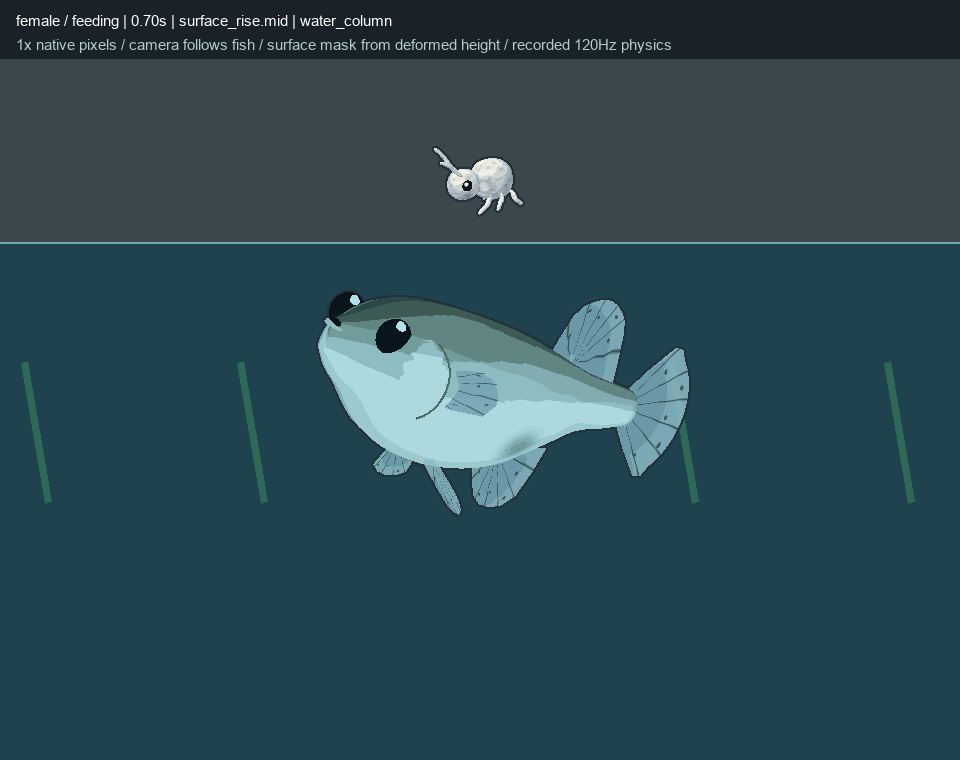 female / feeding | 0.70s | surface_rise.mid | water_column
1x native pixels / camera follows fish / surface mask from deformed height / recorded 120Hz physics